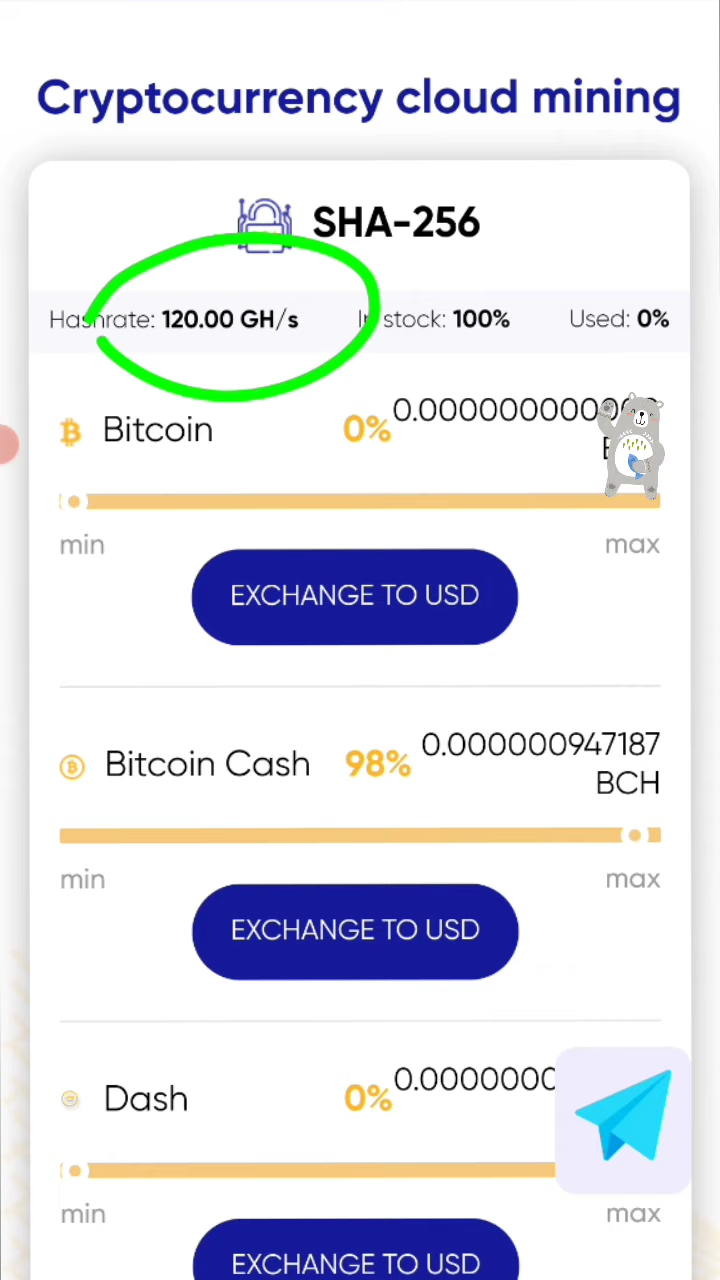 Cryptocurrency cloud mining
SHA-256
Hashrate: 120.00 GH/s In stock: 100% Used: 0%
Bitcoin 0%
min max
EXCHANGE TO USD
Bitcoin Cash 98% 0.000000947187
BCH
min max
EXCHANGE TO USD
Dash 0%
min max
EXCHANGE TO USD